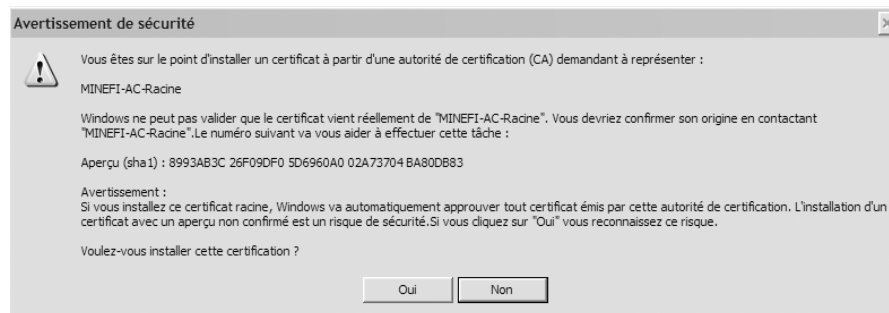 Avertissement de sécurité
Vous êtes sur le point d'installer un certificat à partir d'une autorité de certification (CA) demandant à représenter :
MINEFI-AC-Racine
Windows ne peut pas valider que le certificat vient réellement de "MINEFI-AC-Racine". Vous devriez confirmer son origine en contactant
"MINEFI-AC-Racine".Le numéro suivant va vous aider à effectuer cette tâche :
Aperçu (sha1) : 8993AB3C 26F09DF0 5D6960A0 02A73704 BA80DB83
Avertissement :
Si vous installez ce certificat racine, Windows va automatiquement approuver tout certificat émis par cette autorité de certification. L'installation d'un
certificat avec un aperçu non confirmé est un risque de sécurité.Si vous cliquez sur "Oui" vous reconnaissez ce risque.
Voulez-vous installer cette certification ?
Oui Non